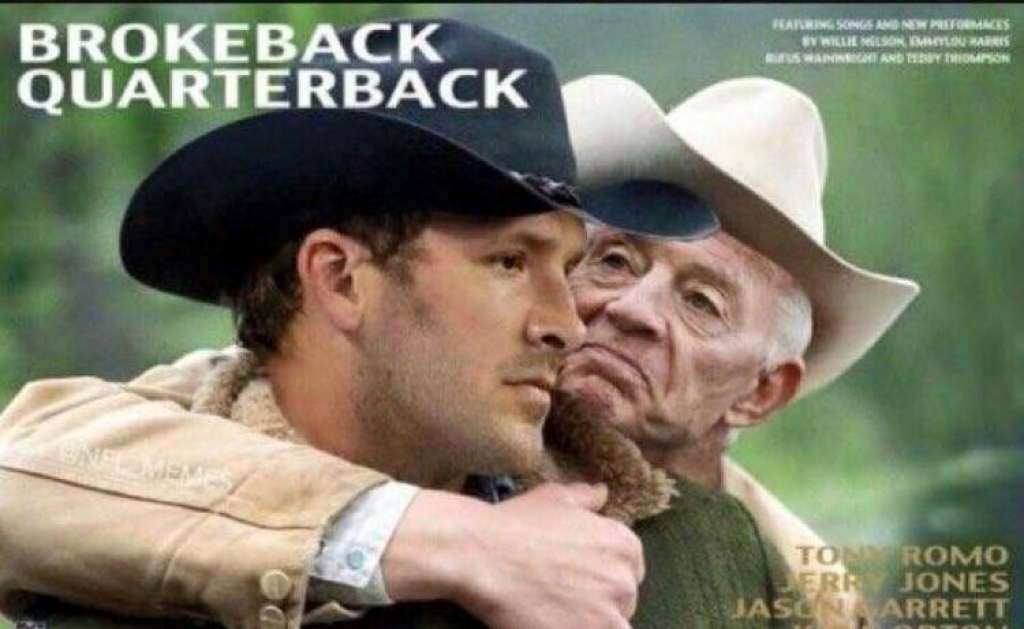 BROKEBACK
QUARTERBACK
FEATURING SONGS AND NEW PREFORMACES
BY WILLIE NELSON, EMMYLOU HARRIS
RUFUS WAINWRIGHT AND TEDDY THOMPSON
@NFL_MEMES
TONY ROMO
JERRY JONES
JASON GARRETT